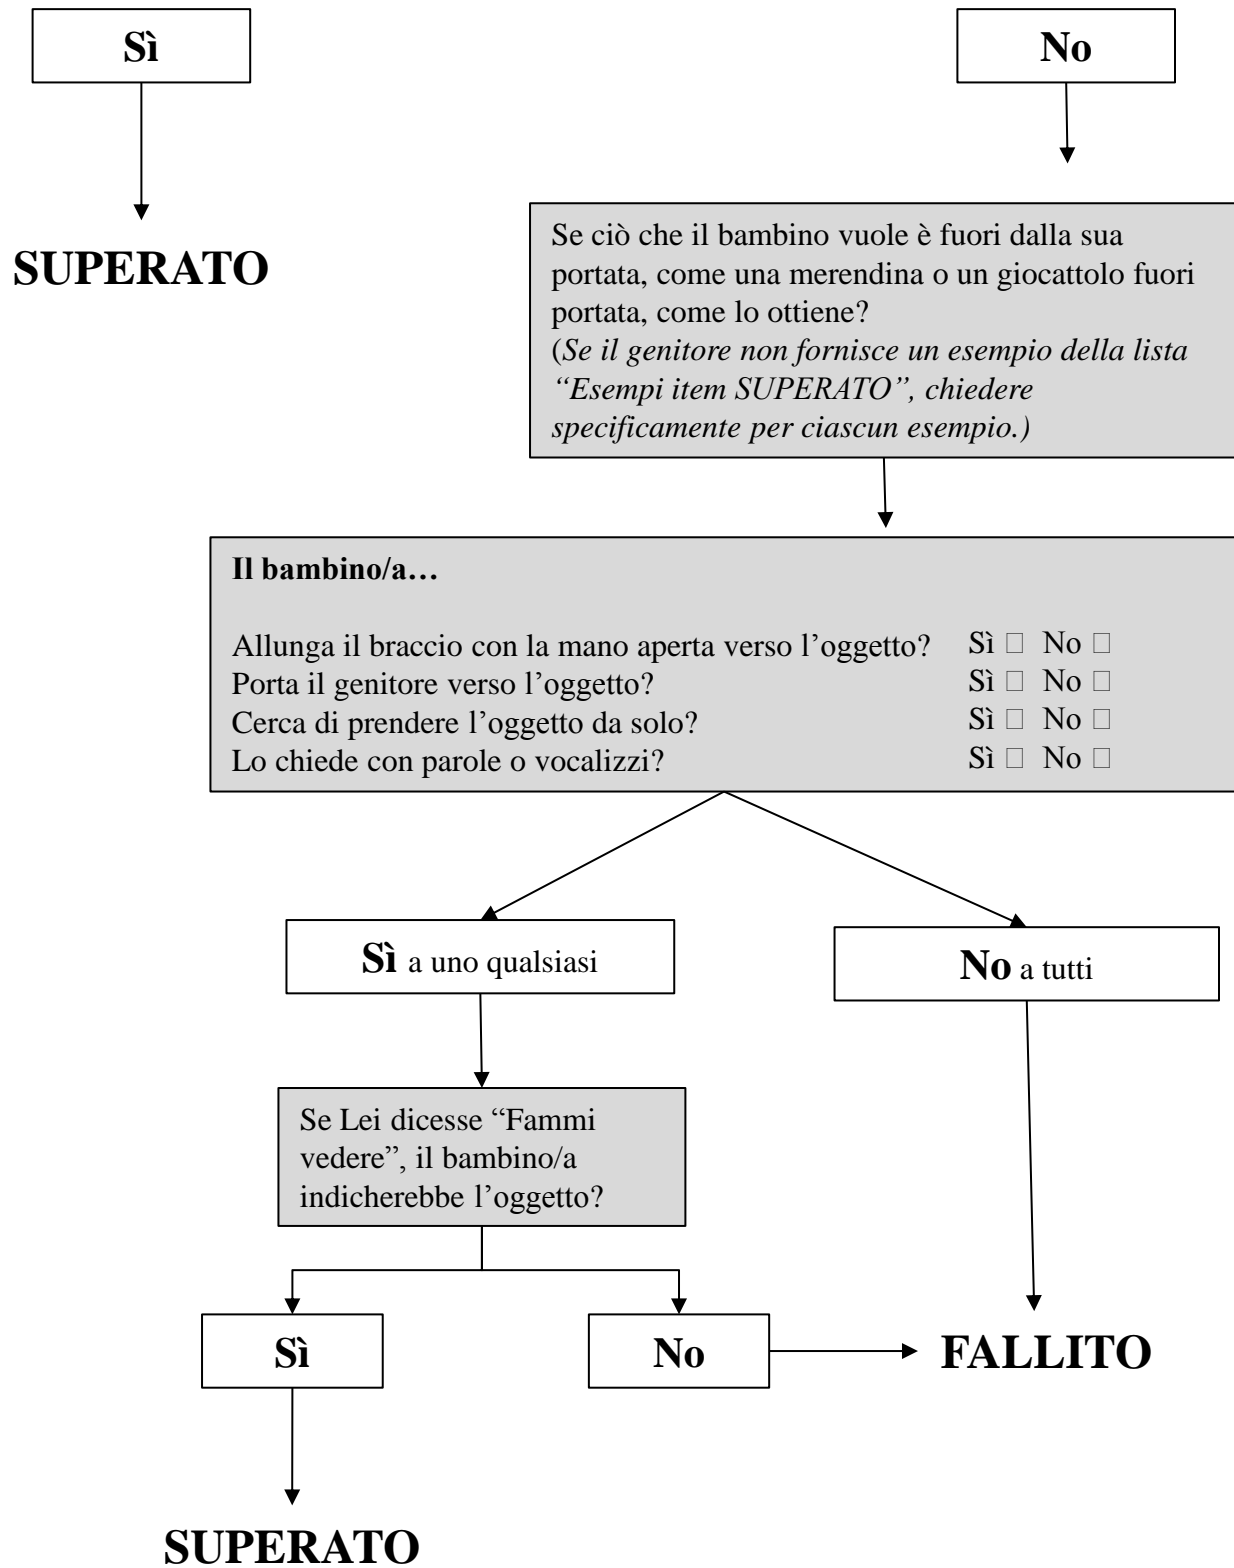 Sì
No
SUPERATO
Se ciò che il bambino vuole è fuori dalla sua
portata, come una merendina o un giocattolo fuori
portata, come lo ottiene?
(Se il genitore non fornisce un esempio della lista
“Esempi item SUPERATO”, chiedere
specificamente per ciascun esempio.)
Il bambino/a…
Allunga il braccio con la mano aperta verso l’oggetto? Sì □ No □
Porta il genitore verso l’oggetto? Sì □ No □
Cerca di prendere l’oggetto da solo? Sì □ No □
Lo chiede con parole o vocalizzi? Sì □ No □
Sì a uno qualsiasi
No a tutti
Se Lei dicesse “Fammi
vedere”, il bambino/a
indicherebbe l’oggetto?
Sì
No
FALLITO
SUPERATO